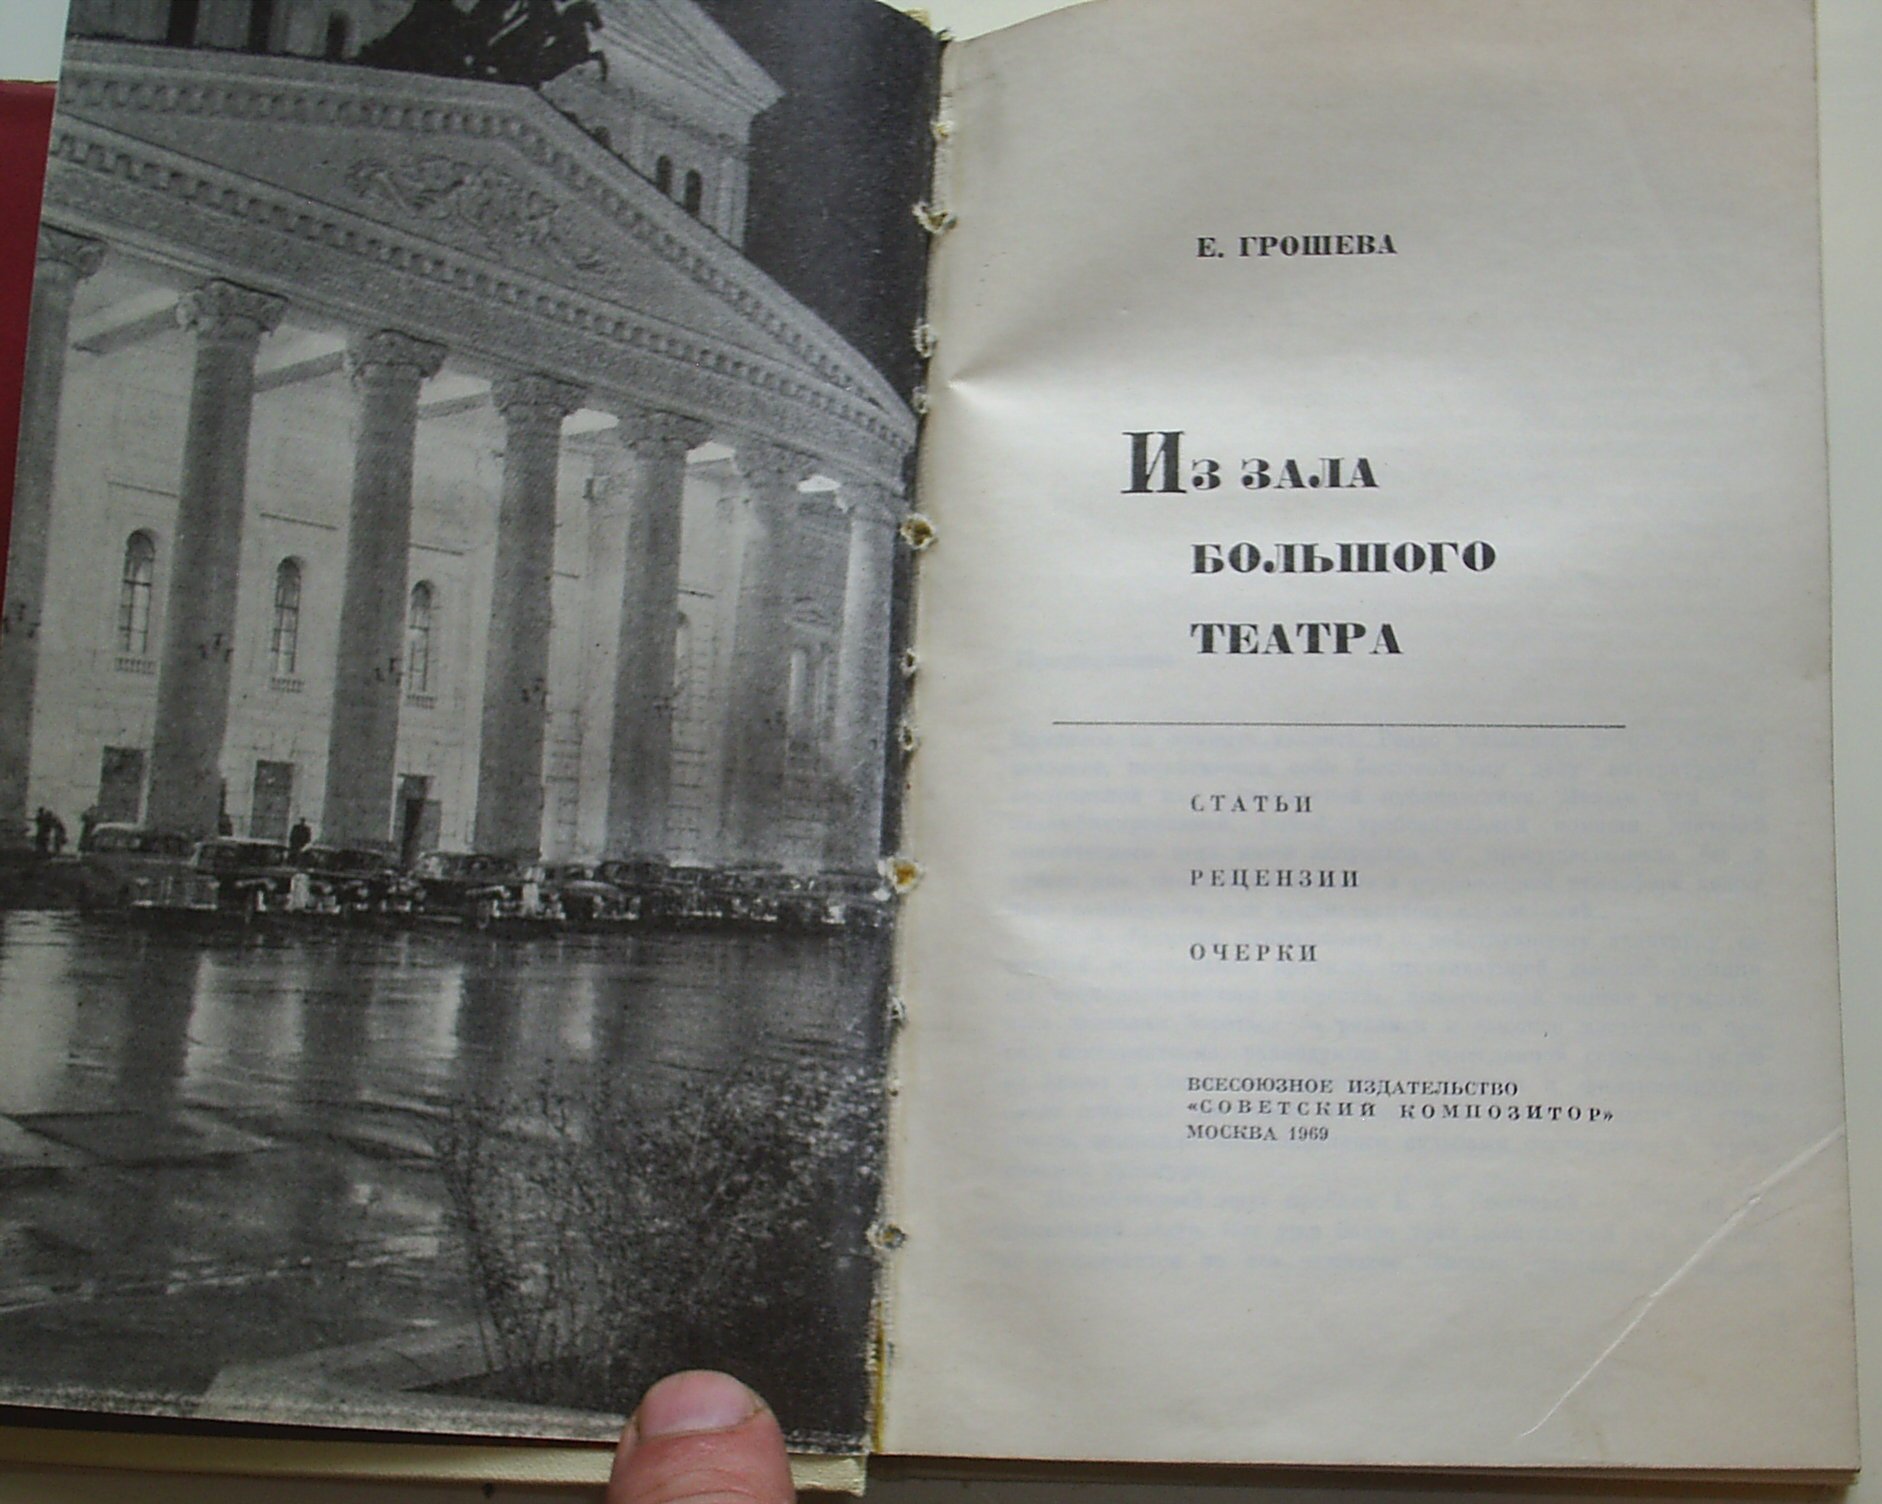 Е. ГРОШЕВА
Из ЗАЛА
БОЛЬШОГО
ТЕАТРА
СТАТЬИ
РЕЦЕНЗИИ
ОЧЕРКИ
ВСЕСОЮЗНОЕ ИЗДАТЕЛЬСТВО
«СОВЕТСКИЙ КОМПОЗИТОР»
МОСКВА 1969